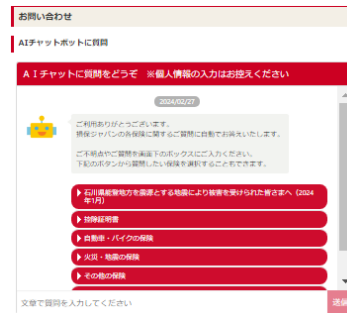 お問い合わせ
AIチャットボットに質問
ＡＩチャットに質問をどうぞ ※個人情報の入力はお控えください
2024/02/27
ご利用ありがとうございます。
損保ジャパンの各保険に関するご質問に自動でお答えいたします。
ご不明点やご質問を画面下のボックスにご入力ください。
下記のボタンから質問したい保険を選択することもできます。
石川県能登地方を震源とする地震により被害を受けられた皆さまへ（2024
年1月）
控除証明書
自動車・バイクの保険
火災・地震の保険
その他の保険
文章で質問を入力してください
送信